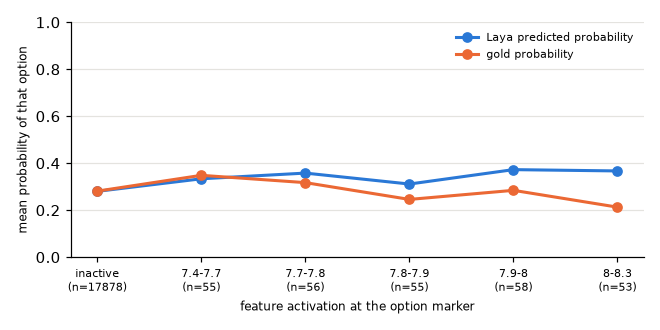 1.0
0.8
0.6
0.4
0.2
0.0
mean probability of that option
Laya predicted probability
gold probability
inactive
(n=17878)
7.4-7.7
(n=55)
7.7-7.8
(n=56)
7.8-7.9
(n=55)
7.9-8
(n=58)
8-8.3
(n=53)
feature activation at the option marker